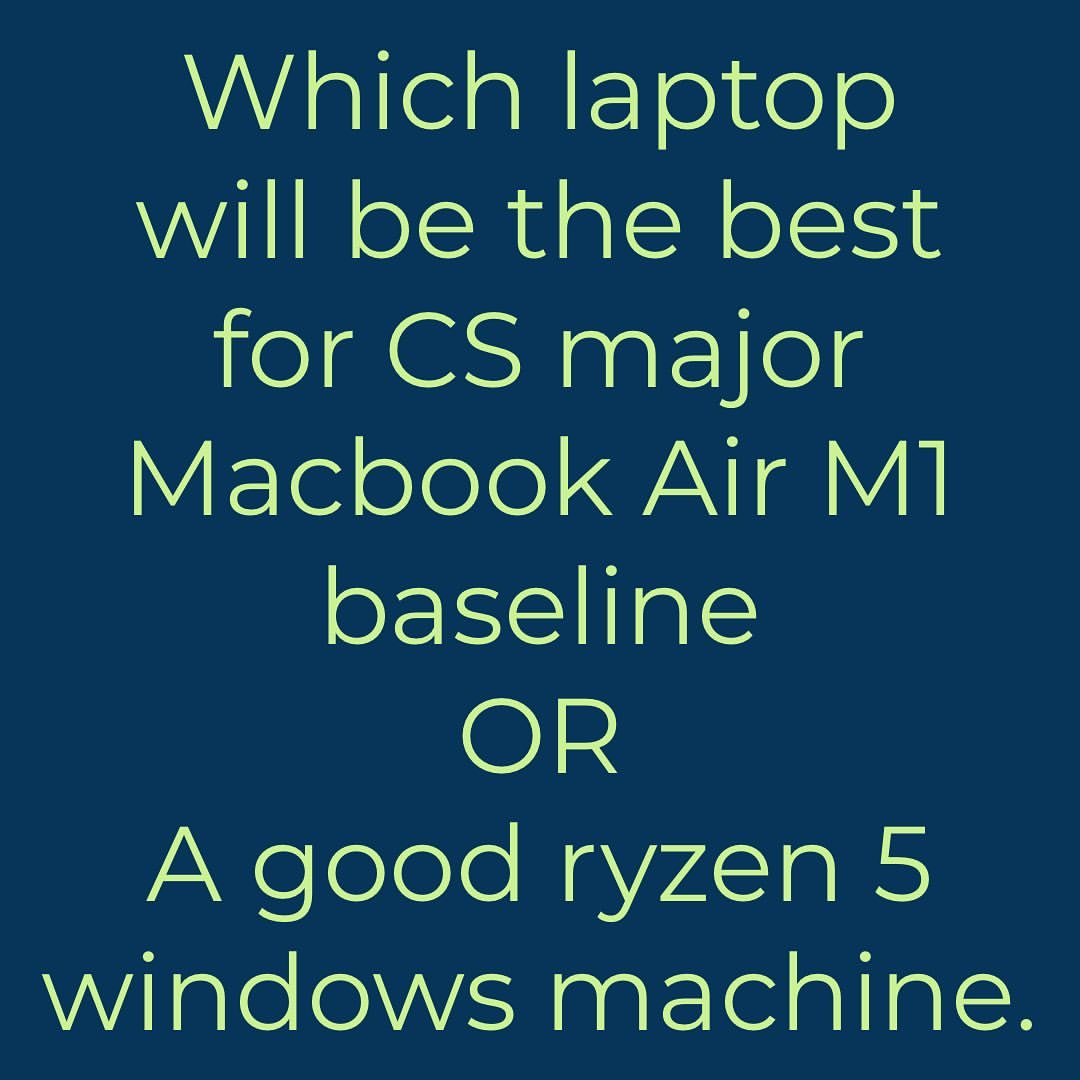 Which laptop
will be the best
for CS major
Macbook Air M1
baseline
OR
A good ryzen 5
windows machine.